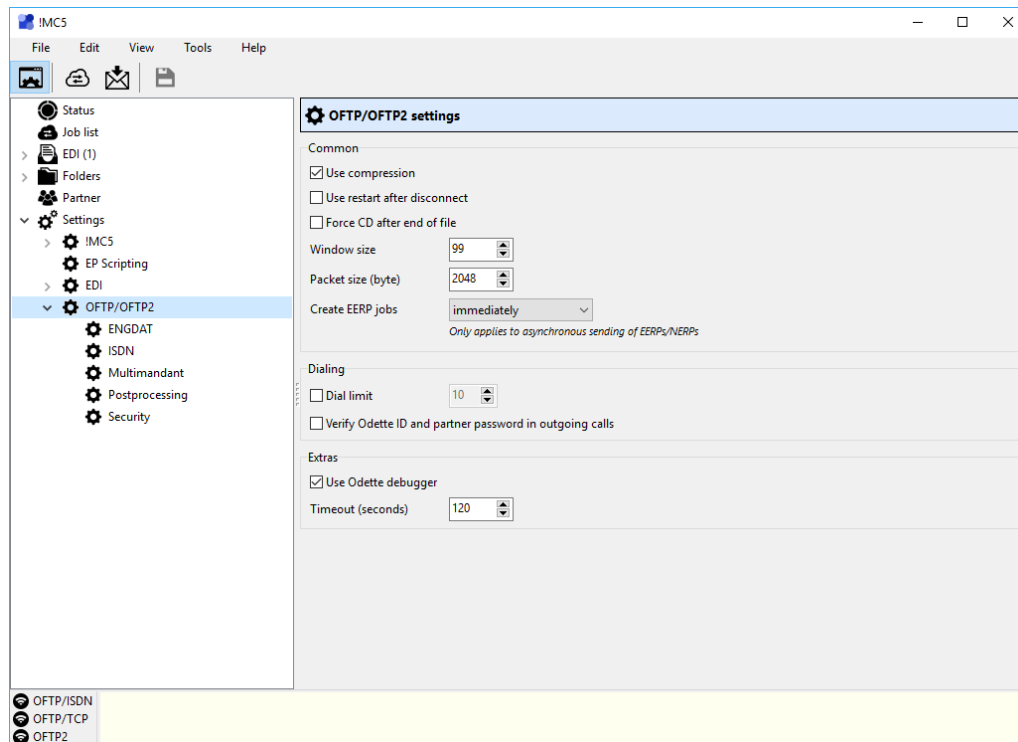 !MC5
File Edit View Tools Help
Status
Job list
EDI (1)
Folders
Partner
Settings
!MC5
EP Scripting
EDI
OFTP/OFTP2
ENGDAT
ISDN
Multimandant
Postprocessing
Security
OFTP/OFTP2 settings
Common
Use compression
Use restart after disconnect
Force CD after end of file
Window size 99
Packet size (byte) 2048
Create EERP jobs immediately
Only applies to asynchronous sending of EERPs/NERPs
Dialing
Dial limit 10
Verify Odette ID and partner password in outgoing calls
Extras
Use Odette debugger
Timeout (seconds) 120
OFTP/ISDN
OFTP/TCP
OFTP2